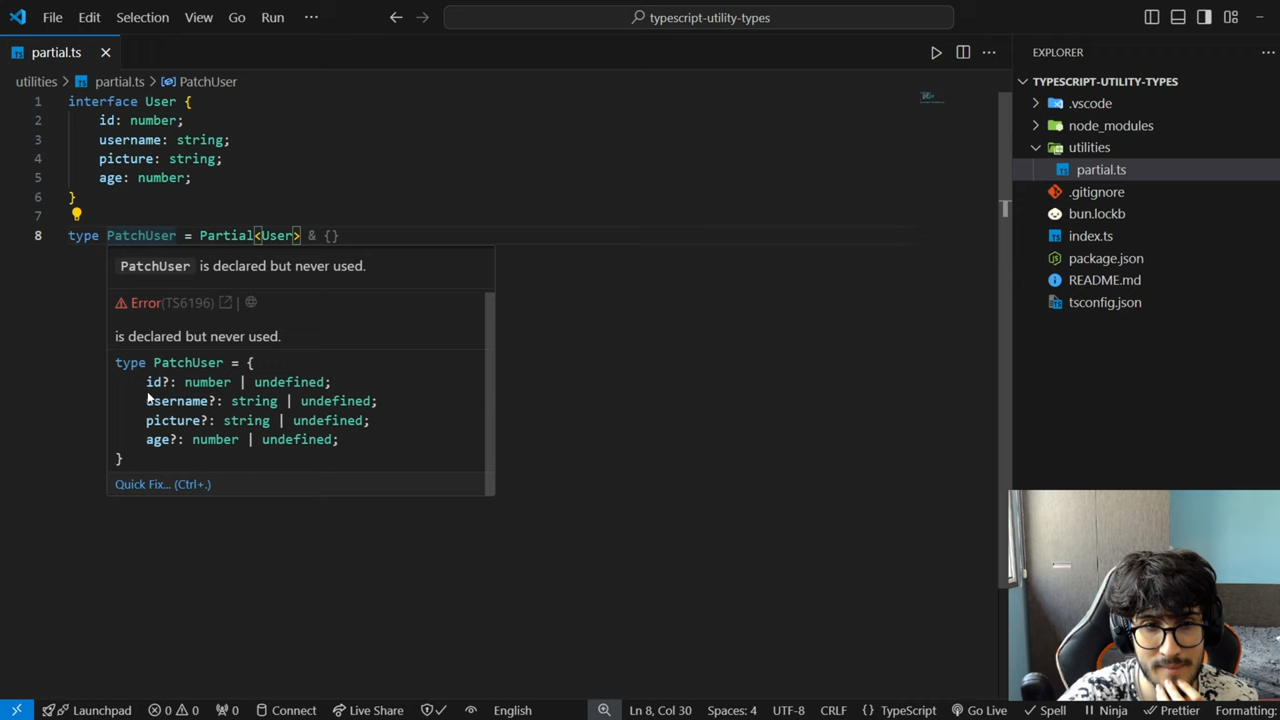 File Edit Selection View Go Run ··· typescript-utility-types
partial.ts
utilities > partial.ts > PatchUser
1 interface User {
2 id: number;
3 username: string;
4 picture: string;
5 age: number;
6 }
7
8 type PatchUser = Partial<User> & {}
PatchUser is declared but never used.
Error(TS6196) |
is declared but never used.
type PatchUser = {
id?: number | undefined;
username?: string | undefined;
picture?: string | undefined;
age?: number | undefined;
}
Quick Fix... (Ctrl+.)
EXPLORER
TYPESCRIPT-UTILITY-TYPES
.vscode
node_modules
utilities
partial.ts
.gitignore
bun.lockb
index.ts
package.json
README.md
tsconfig.json
Launchpad 0 0 0 Connect Live Share English Ln 8, Col 30 Spaces: 4 UTF-8 CRLF {} TypeScript Go Live Spell Ninja Prettier Formatting: